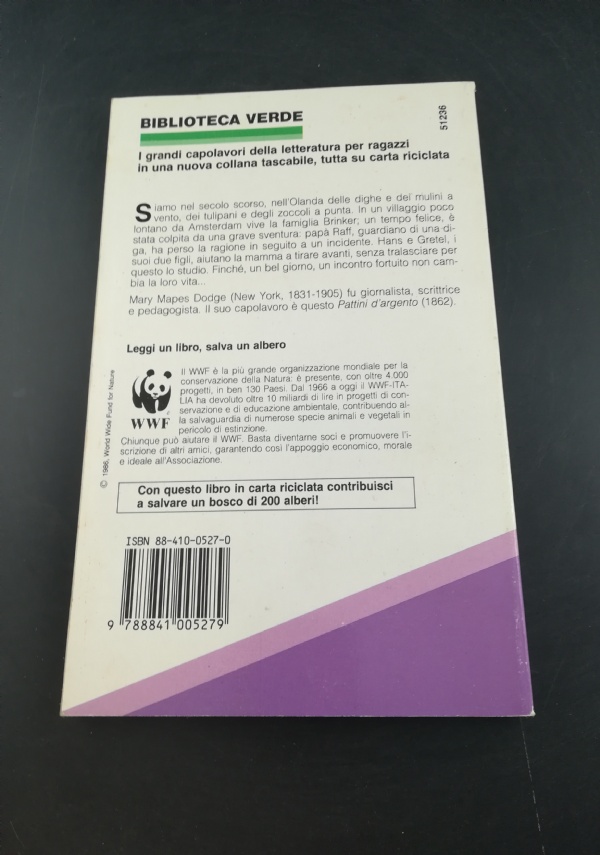 BIBLIOTECA VERDE
51236
I grandi capolavori della letteratura per ragazzi
in una nuova collana tascabile, tutta su carta riciclata
Siamo nel secolo scorso, nell'Olanda delle dighe e dei mulini a
vento, dei tulipani e degli zoccoli a punta. In un villaggio poco
lontano da Amsterdam vive la famiglia Brinker; un tempo felice, è
stata colpita da una grave sventura: papà Raff, guardiano di una di-
ga, ha perso la ragione in seguito a un incidente. Hans e Gretel, i
suoi due figli, aiutano la mamma a tirare avanti, senza tralasciare per
questo lo studio. Finché, un bel giorno, un incontro fortuito non cam-
bia la loro vita...
Mary Mapes Dodge (New York, 1831-1905) fu giornalista, scrittrice
e pedagogista. Il suo capolavoro è questo Pattini d'argento (1862).
Leggi un libro, salva un albero
Il WWF è la più grande organizzazione mondiale per la
conservazione della Natura: è presente, con oltre 4.000
progetti, in ben 130 Paesi. Dal 1966 a oggi il WWF-ITA-
LIA ha devoluto oltre 10 miliardi di lire in progetti di con-
servazione e di educazione ambientale, contribuendo al-
la salvaguardia di numerose specie animali e vegetali in
pericolo di estinzione.
Chiunque può aiutare il WWF. Basta diventarne soci e promuovere l'i-
scrizione di altri amici, garantendo così l'appoggio economico, morale
e ideale all'Associazione.
WWF
© 1986, World Wide Fund for Nature
Con questo libro in carta riciclata contribuisci
a salvare un bosco di 200 alberi!
ISBN 88-410-0527-0
9 788841 005279